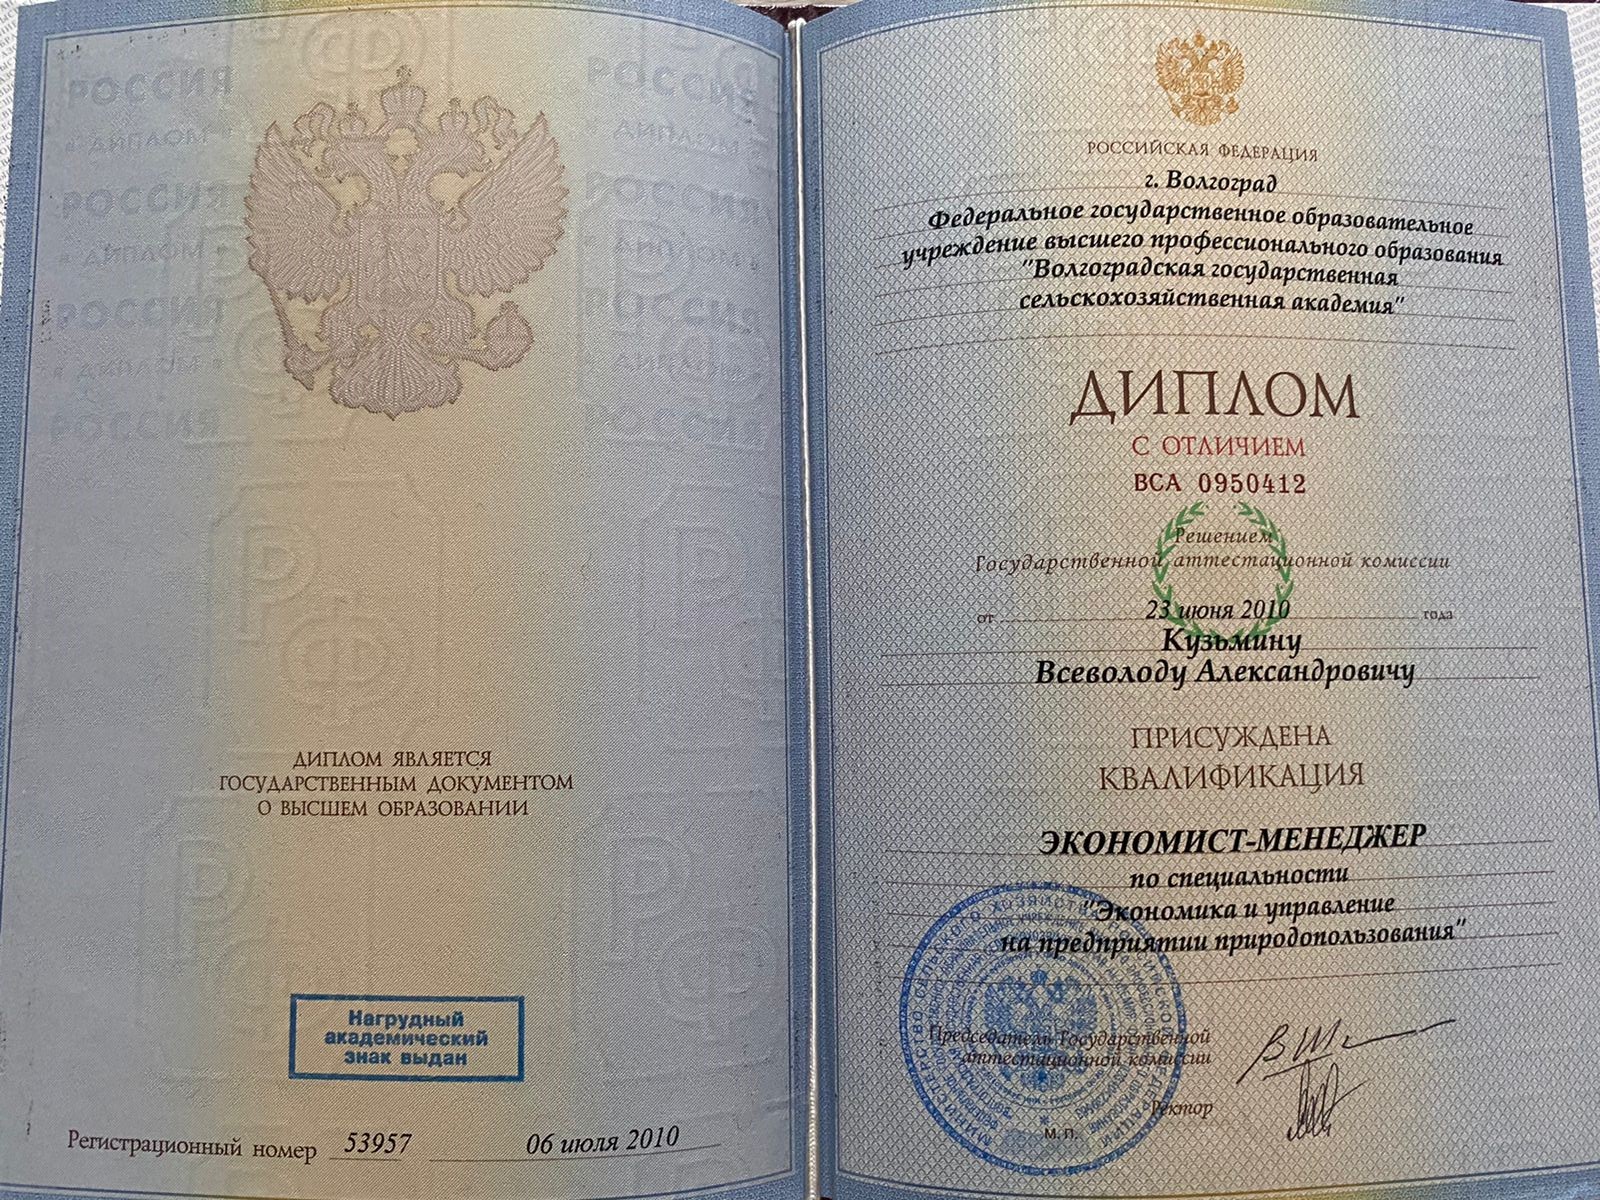 РОССИЯ
ДИПЛОМ
РОССИЯ
ДИПЛОМ
РОССИЯ
ДИПЛОМ
РОССИЯ
ДИПЛОМ ЯВЛЯЕТСЯ
ГОСУДАРСТВЕННЫМ ДОКУМЕНТОМ
О ВЫСШЕМ ОБРАЗОВАНИИ
Нагрудный
академический
знак выдан
Регистрационный номер 53957 06 июля 2010
РОССИЙСКАЯ ФЕДЕРАЦИЯ
г. Волгоград
Федеральное государственное образовательное
учреждение высшего профессионального образования
"Волгоградская государственная
сельскохозяйственная академия"
ДИПЛОМ
С ОТЛИЧИЕМ
ВСА 0950412
Решением
Государственной аттестационной комиссии
от 23 июня 2010 года
Кузьмину
Всеволоду Александровичу
ПРИСУЖДЕНА
КВАЛИФИКАЦИЯ
ЭКОНОМИСТ-МЕНЕДЖЕР
по специальности
"Экономика и управление
на предприятии природопользования"
Председатель Государственной
аттестационной комиссии
Ректор
М.П.